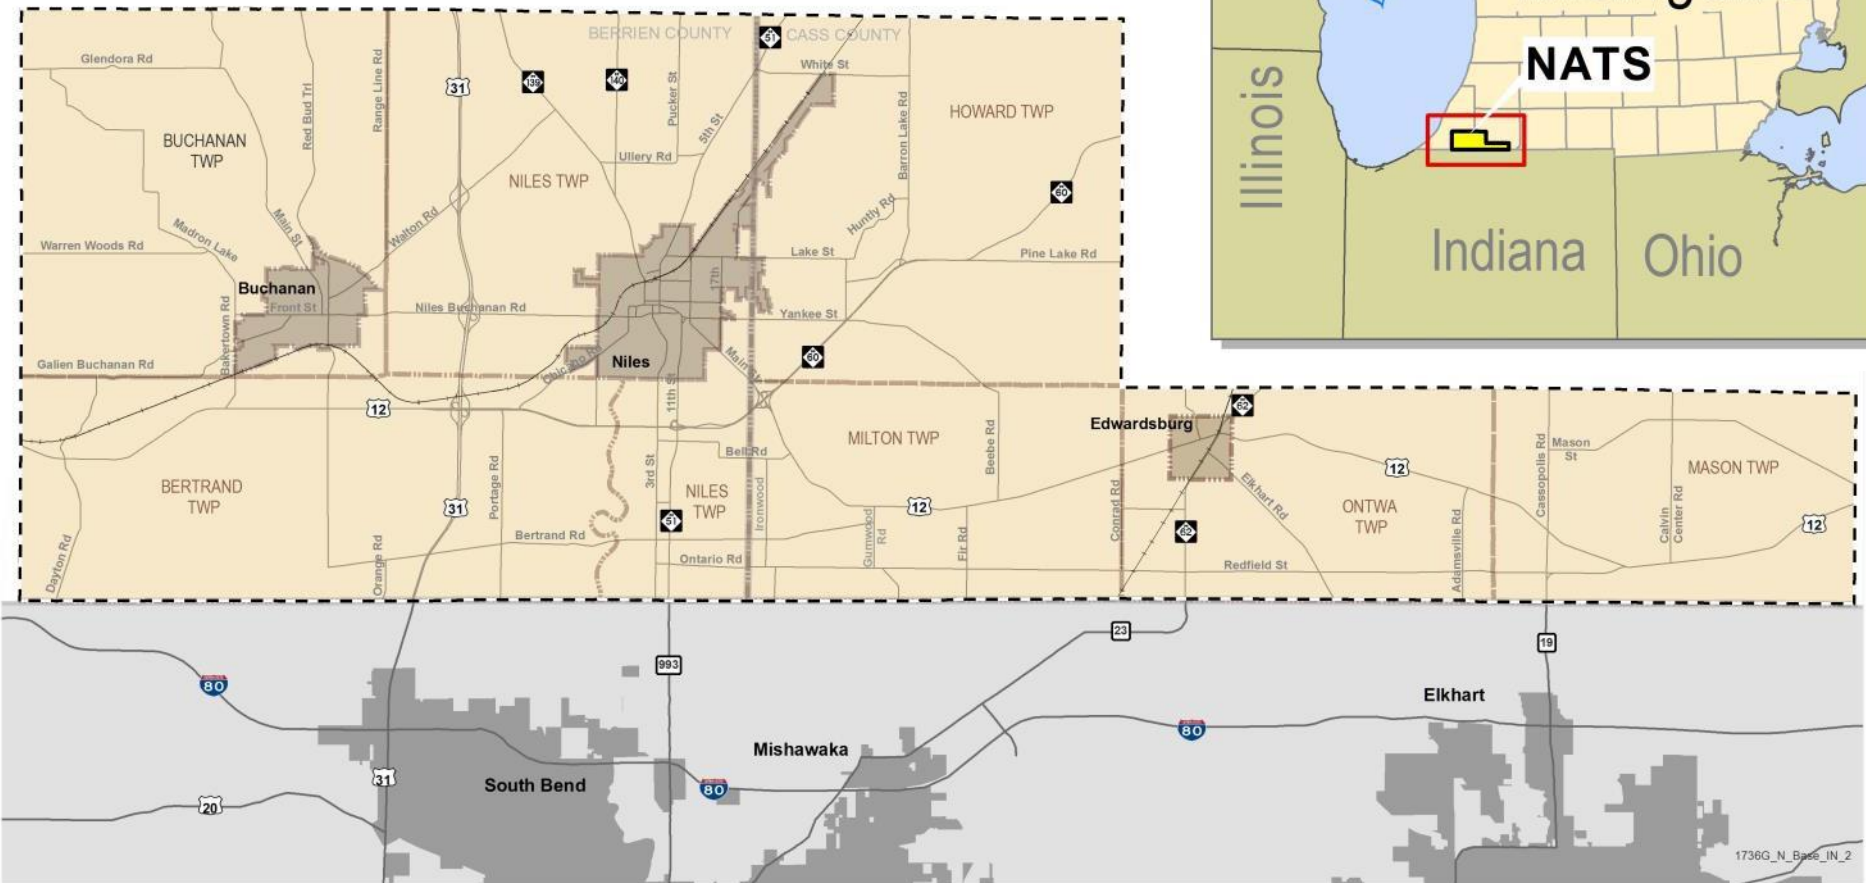 BERRIEN COUNTY
51
CASS COUNTY
Glendora Rd
White St
31
139
140
Red Bud Trl
Range Line Rd
Pucker St
5th St
Barron Lake Rd
HOWARD TWP
BUCHANAN
TWP
Ullery Rd
NILES TWP
60
Main St
Walton Rd
Huntly Rd
Madron Lake
Warren Woods Rd
Lake St
Pine Lake Rd
17th
Buchanan
Front St
Niles Buchanan Rd
Yankee St
Bakertown Rd
Galien Buchanan Rd
Chicago Rd
Niles
Main St
60
12
11th St
Edwardsburg
62
MILTON TWP
Beebe Rd
Bell Rd
Cassopolis Rd
Mason
St
MASON TWP
12
BERTRAND
TWP
Portage Rd
3rd St
NILES
TWP
Ironwood
Conrad Rd
Elkhart Rd
ONTWA
TWP
31
51
12
Adamsville Rd
Calvin
Center Rd
12
Bertrand Rd
Gumwood
Rd
Fir Rd
62
Dayton Rd
Orange Rd
Ontario Rd
Redfield St
23
19
993
80
Elkhart
80
Mishawaka
31
South Bend
80
20
1736G_N_Base_IN_2
NATS
Illinois
Indiana
Ohio